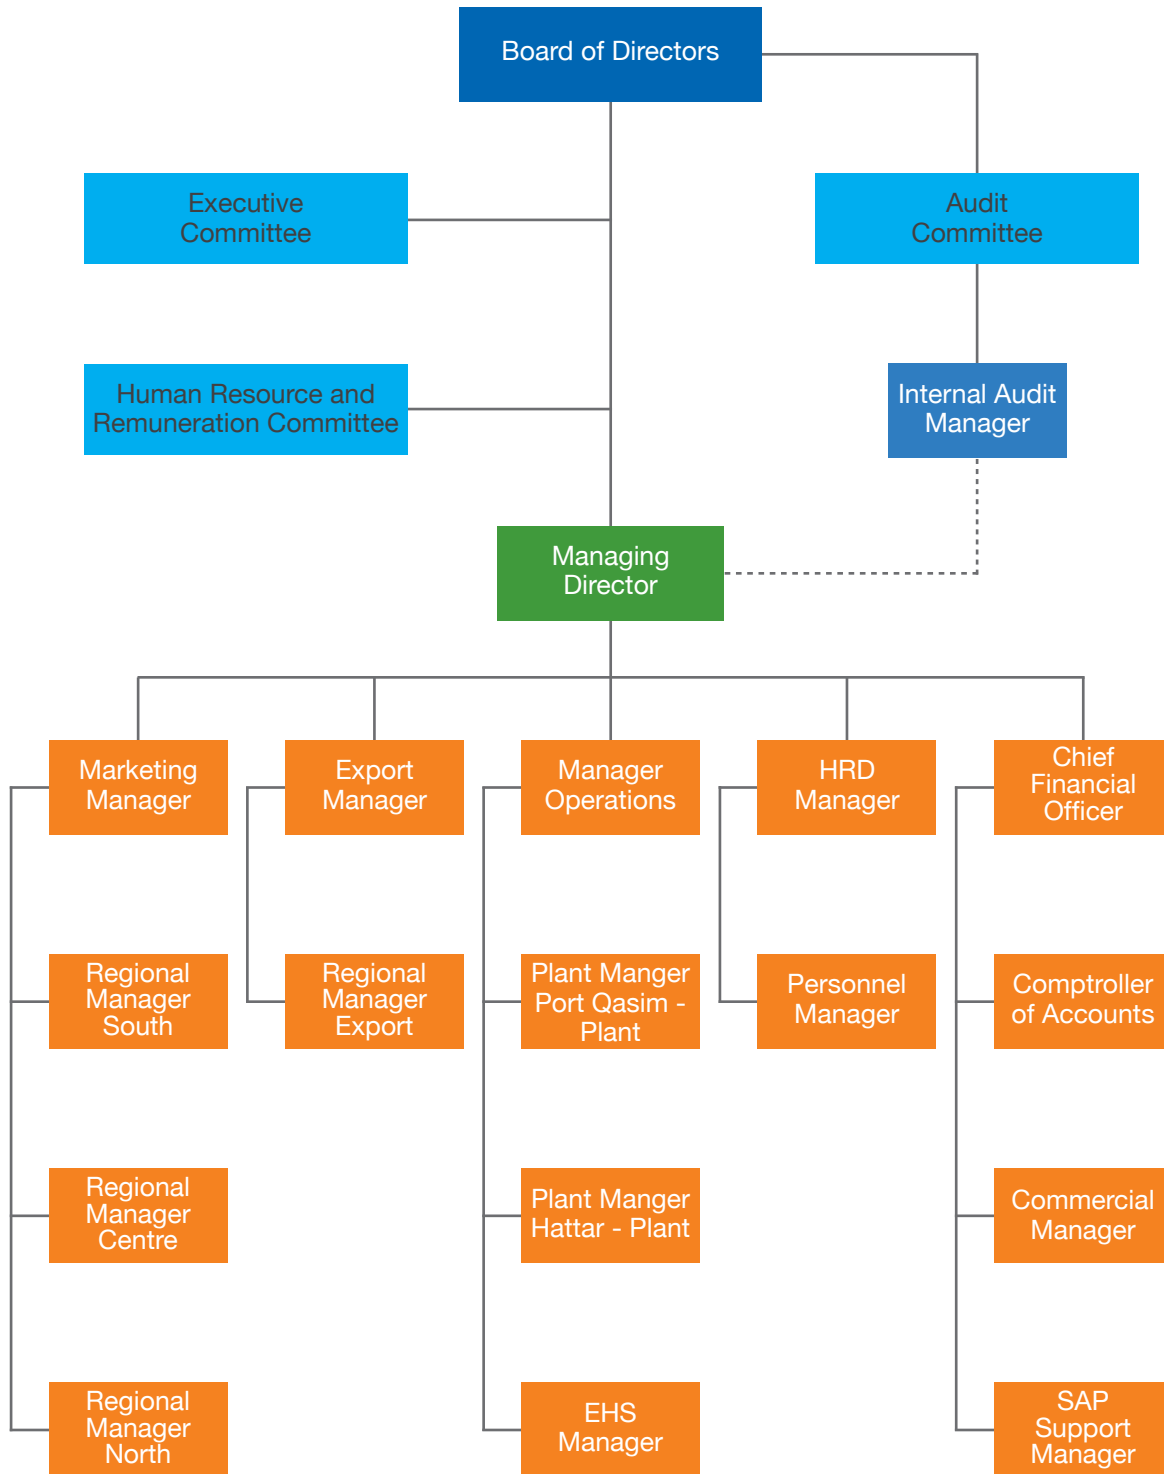 Board of Directors
Executive
Committee
Audit
Committee
Human Resource and
Remuneration Committee
Internal Audit
Manager
Managing
Director
Marketing
Manager
Export
Manager
Manager
Operations
HRD
Manager
Chief
Financial
Officer
Regional
Manager
South
Regional
Manager
Export
Plant Manger
Port Qasim -
Plant
Personnel
Manager
Comptroller
of Accounts
Regional
Manager
Centre
Plant Manger
Hattar - Plant
Commercial
Manager
Regional
Manager
North
EHS
Manager
SAP
Support
Manager